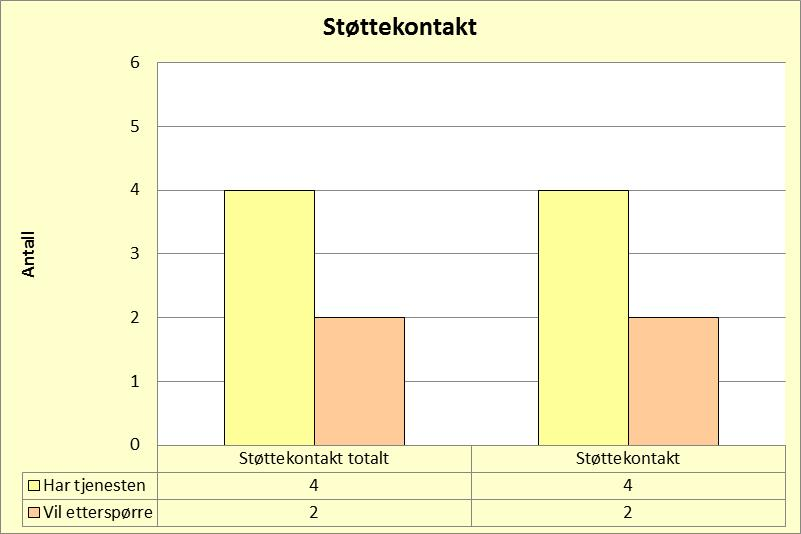 Støttekontakt
6
5
4
3
2
1
0
Antall
Støttekontakt totalt Støttekontakt
Har tjenesten 4 4
Vil etterspørre 2 2